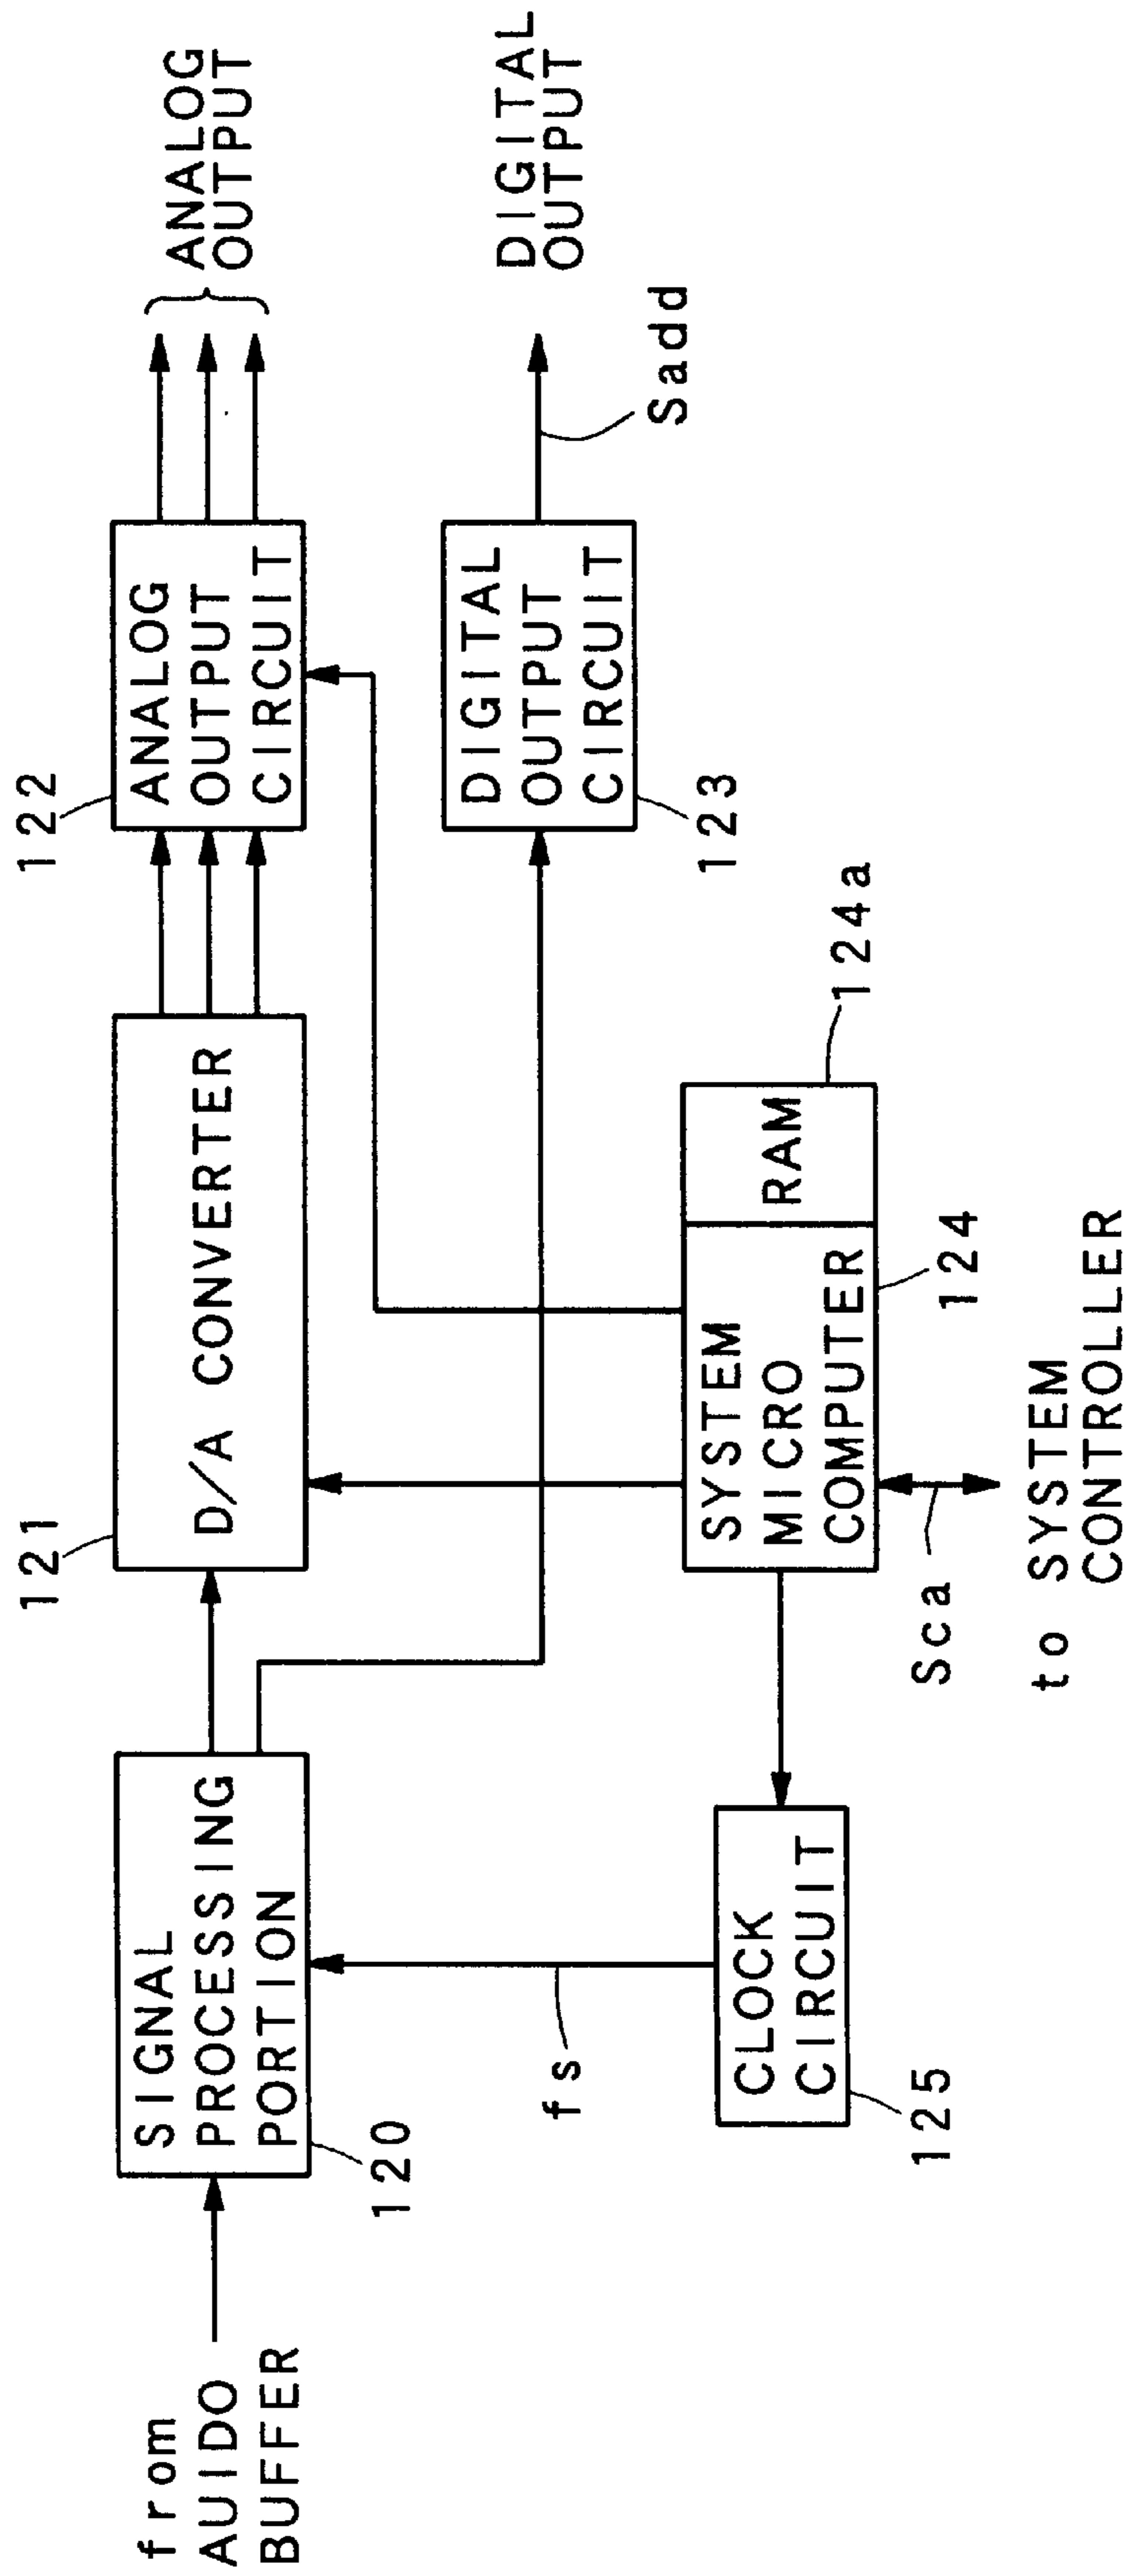 from
AUIDO
BUFFER
SIGNAL
PROCESSING
PORTION
120
121
D/A CONVERTER
122
ANALOG
OUTPUT
CIRCUIT
ANALOG
OUTPUT
DIGITAL
OUTPUT
CIRCUIT
123
DIGITAL
OUTPUT
Sadd
fs
CLOCK
CIRCUIT
125
SYSTEM
MICRO
COMPUTER
RAM
124a
124
Sca
to SYSTEM
CONTROLLER